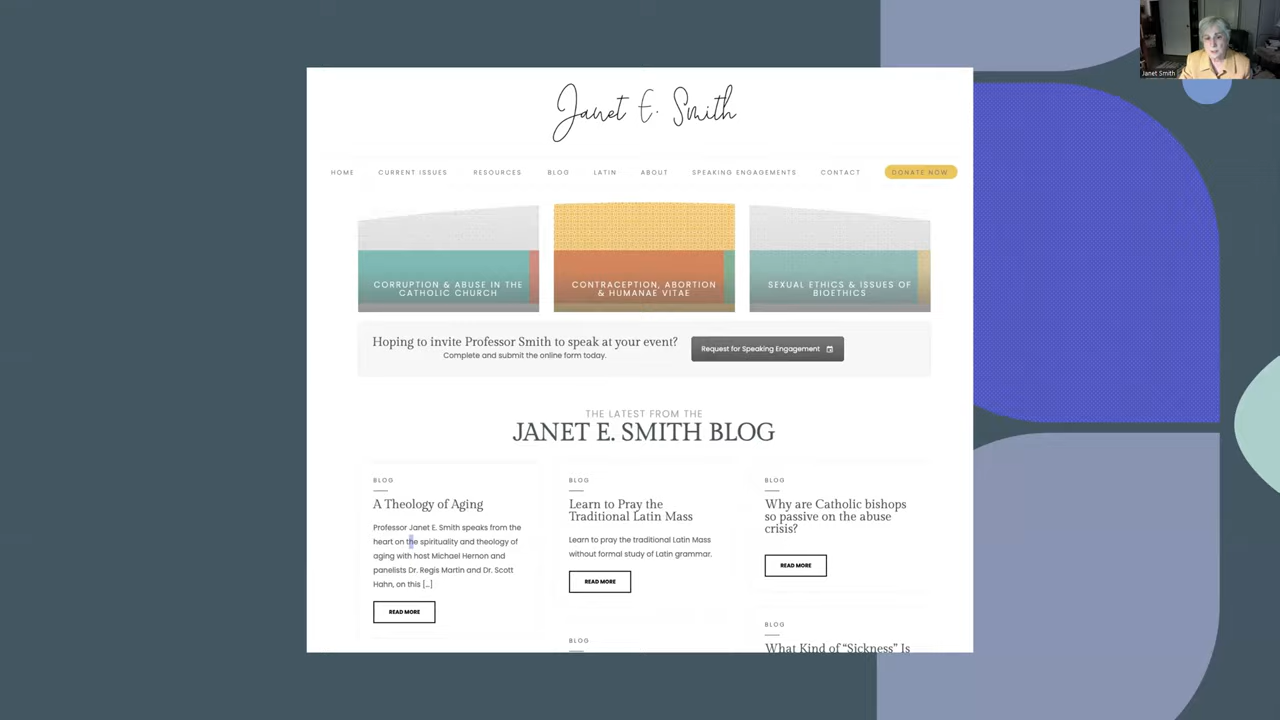 Janet Smith
Janet E. Smith
HOME CURRENT ISSUES RESOURCES BLOG LATIN ABOUT SPEAKING ENGAGEMENTS CONTACT DONATE NOW
CORRUPTION & ABUSE IN THE
CATHOLIC CHURCH
CONTRACEPTION, ABORTION
& HUMANAE VITAE
SEXUAL ETHICS & ISSUES OF
BIOETHICS
Hoping to invite Professor Smith to speak at your event?
Complete and submit the online form today.
Request for Speaking Engagement
THE LATEST FROM THE
JANET E. SMITH BLOG
BLOG
A Theology of Aging
Professor Janet E. Smith speaks from the
heart on the spirituality and theology of
aging with host Michael Hernon and
panelists Dr. Regis Martin and Dr. Scott
Hahn, on this [...]
READ MORE
BLOG
Learn to Pray the
Traditional Latin Mass
Learn to pray the traditional Latin Mass
without formal study of Latin grammar.
READ MORE
BLOG
BLOG
Why are Catholic bishops
so passive on the abuse
crisis?
READ MORE
BLOG
What Kind of “Sickness” Is